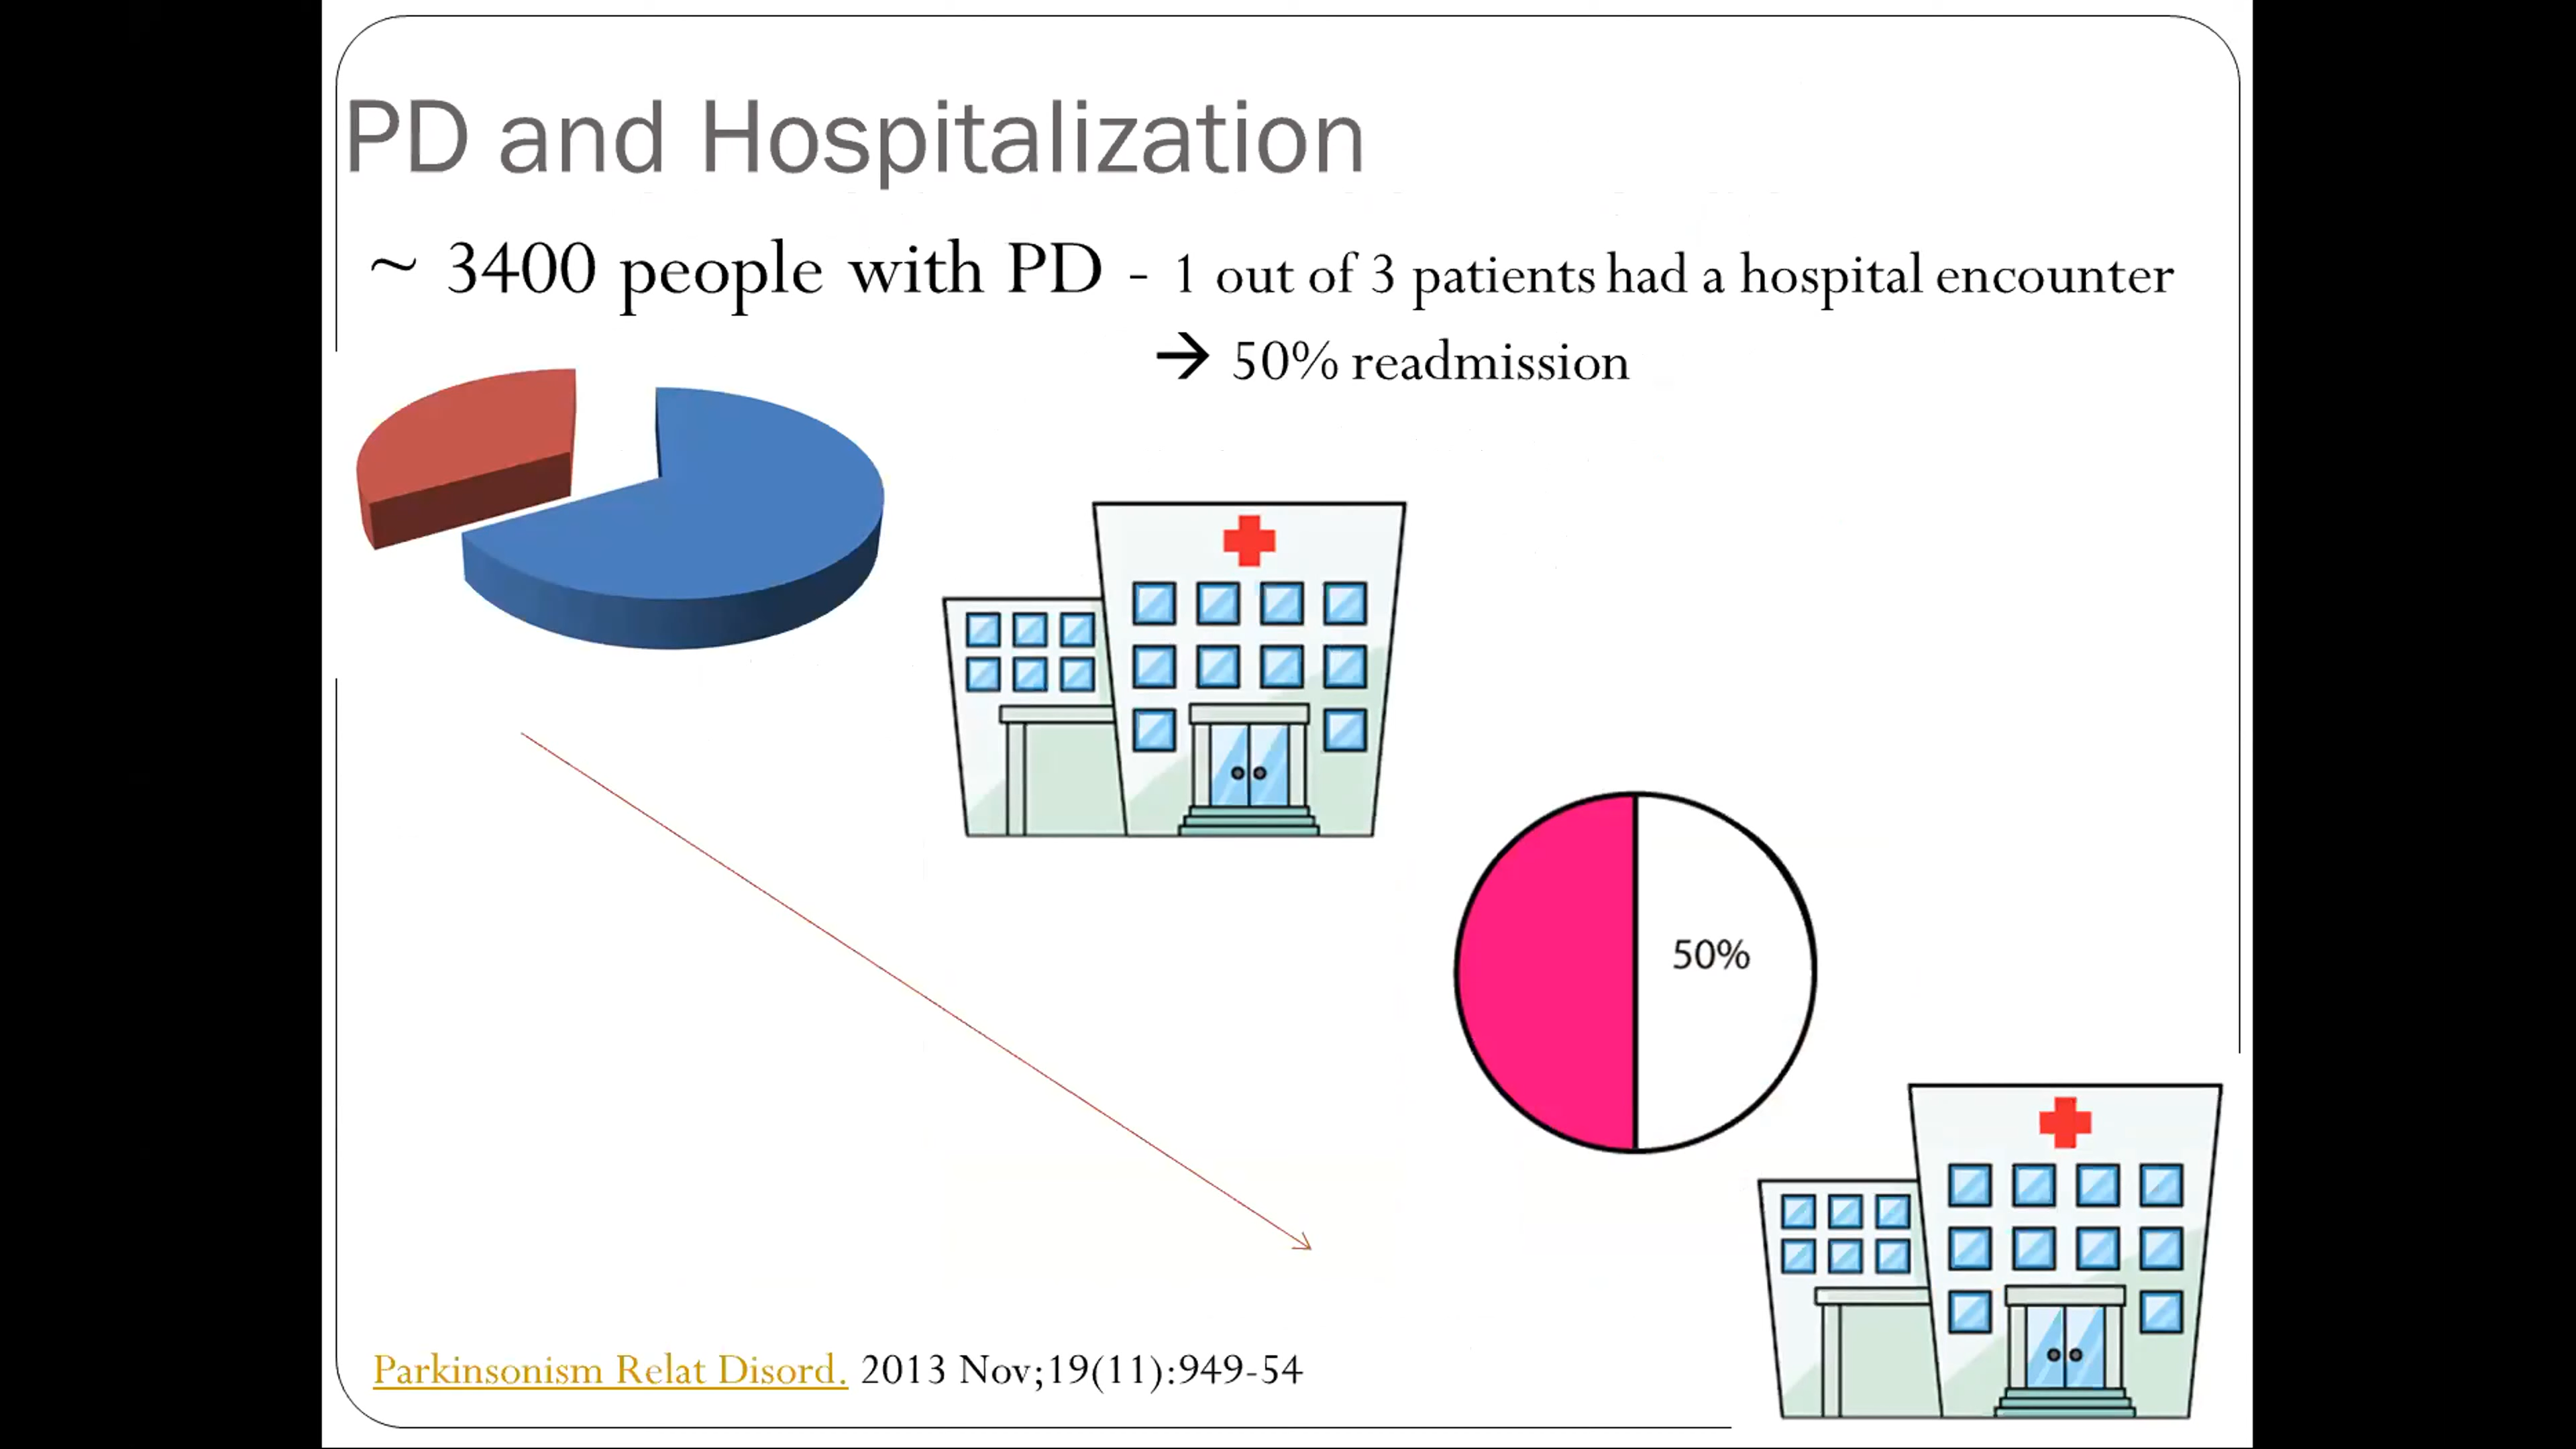 PD and Hospitalization
~ 3400 people with PD - 1 out of 3 patients had a hospital encounter
→ 50% readmission
50%
Parkinsonism Relat Disord. 2013 Nov;19(11):949-54